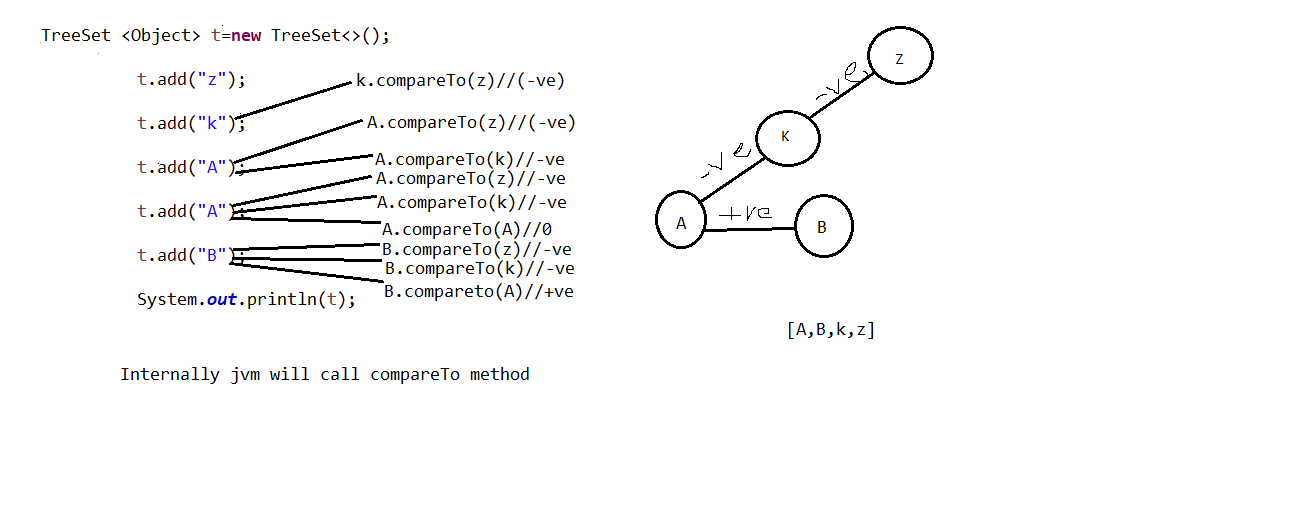 TreeSet <Object> t=new TreeSet<>();
t.add("z");
k.compareTo(z)//(-ve)
t.add("k");
A.compareTo(z)//(-ve)
t.add("A");
A.compareTo(k)//-ve
A.compareTo(z)//-ve
t.add("A");
A.compareTo(k)//-ve
A.compareTo(A)//0
t.add("B");
B.compareTo(z)//-ve
B.compareTo(k)//-ve
B.compareto(A)//+ve
System.out.println(t);
Internally jvm will call compareTo method
Z
-ve
K
-ve
A
+ve
B
[A,B,k,z]